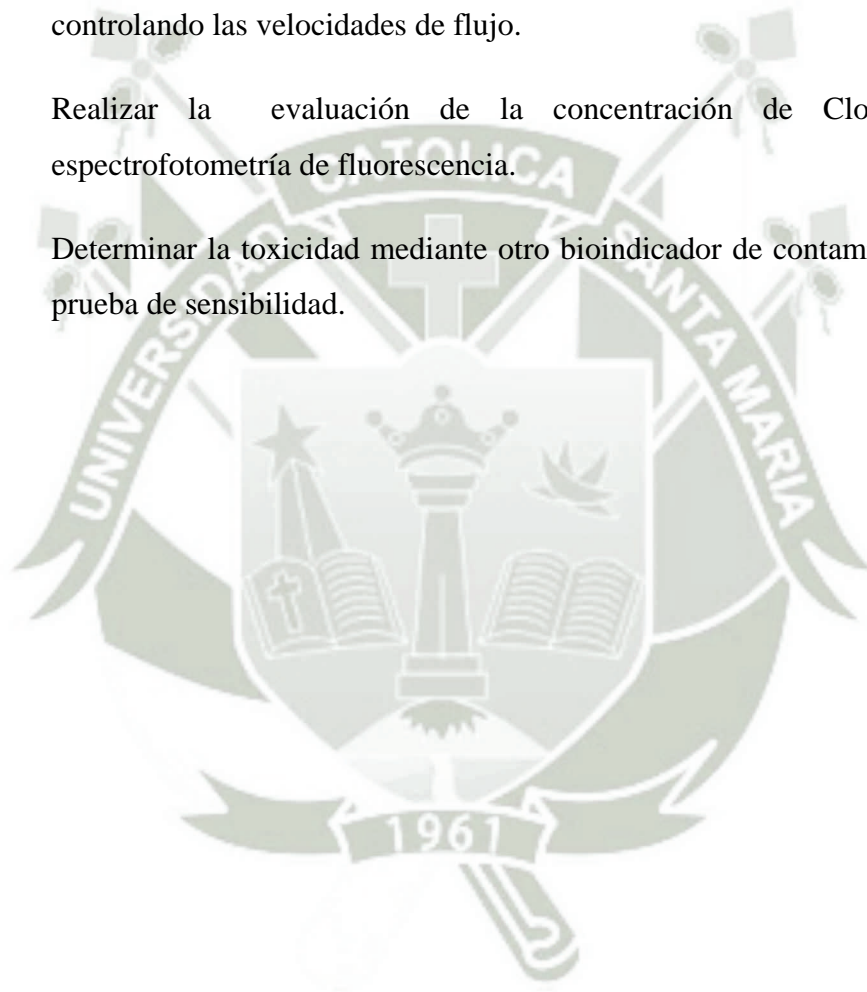 controlando las velocidades de flujo.
Realizar la evaluación de la concentración de Clo
espectrofotometría de fluorescencia.
Determinar la toxicidad mediante otro bioindicador de contam
prueba de sensibilidad.
UNIVERSIDAD CATOLICA SANTA MARIA
1961